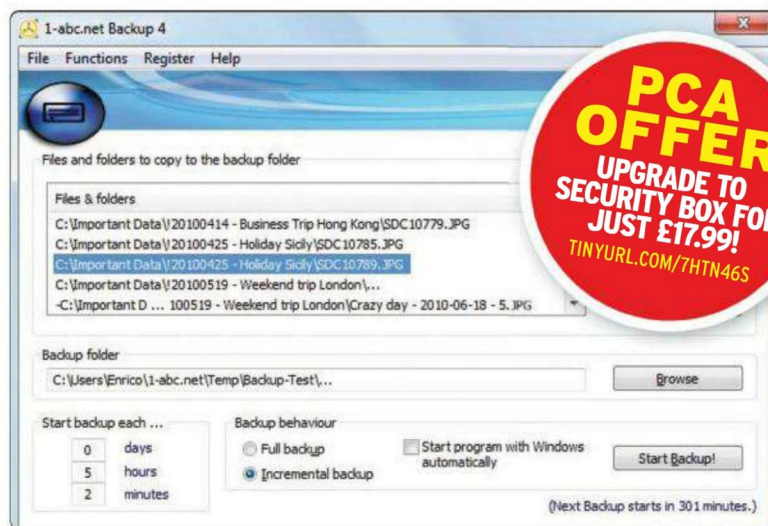 1-abc.net Backup 4
File Functions Register Help
Files and folders to copy to the backup folder
Files & folders
C:\Important Data\!20100414 - Business Trip Hong Kong\SDC10779.JPG
C:\Important Data\!20100425 - Holiday Sicily\SDC10785.JPG
C:\Important Data\!20100425 - Holiday Sicily\SDC10789.JPG
C:\Important Data\!20100519 - Weekend trip London\...
-C:\Important D ... 100519 - Weekend trip London\Crazy day - 2010-06-18 - 5.JPG
PCA
OFFER
UPGRADE TO
SECURITY BOX FOR
JUST £17.99!
TINYURL.COM/7HTN46S
Backup folder
C:\Users\Enrico\1-abc.net\Temp\Backup-Test\...
Browse
Start backup each ...
0 days
5 hours
2 minutes
Backup behaviour
Full backup
Incremental backup
Start program with Windows
automatically
Start Backup!
(Next Backup starts in 301 minutes.)